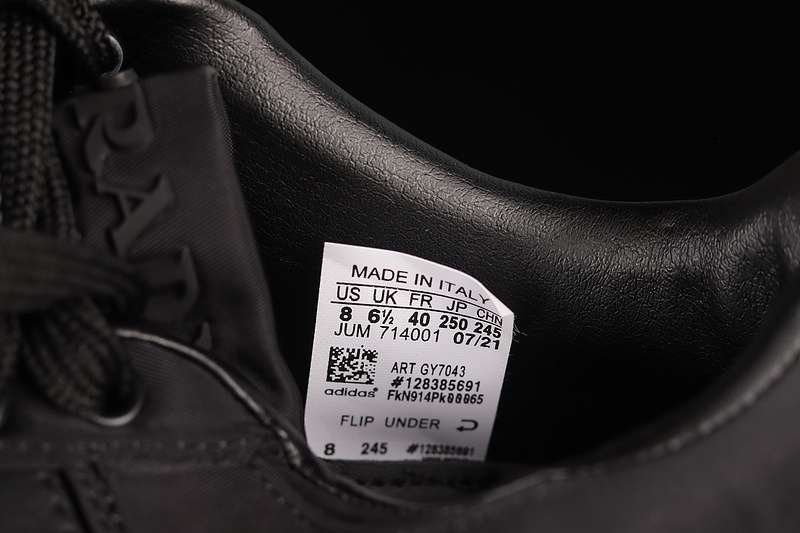 PRAD
MADE IN ITALY
US UK FR JP CHN
8 6½ 40 250 245
JUM 714001 07/21
ART GY7043
#128385691
FkN914Pk00065
adidas
FLIP UNDER
8 245 #128385691